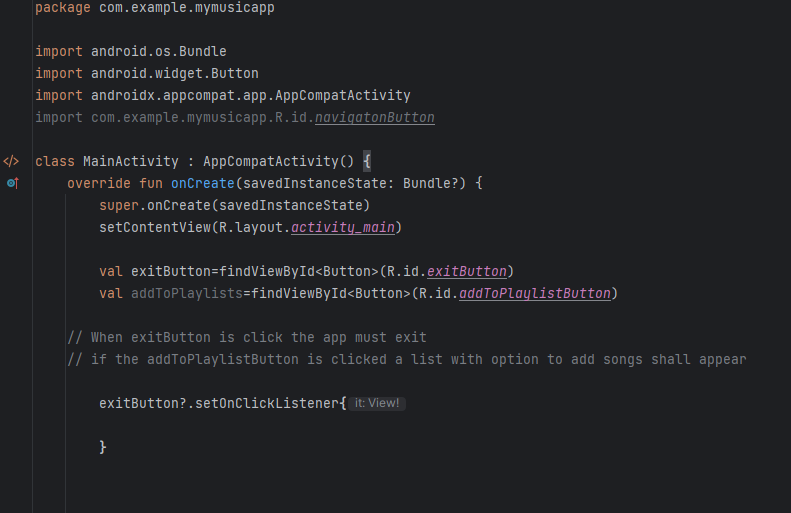 package com.example.mymusicapp
import android.os.Bundle
import android.widget.Button
import androidx.appcompat.app.AppCompatActivity
import com.example.mymusicapp.R.id.navigatonButton
class MainActivity : AppCompatActivity() {
override fun onCreate(savedInstanceState: Bundle?) {
super.onCreate(savedInstanceState)
setContentView(R.layout.activity_main)
val exitButton=findViewById<Button>(R.id.exitButton)
val addToPlaylists=findViewById<Button>(R.id.addToPlaylistButton)
// When exitButton is click the app must exit
// if the addToPlaylistButton is clicked a list with option to add songs shall appear
exitButton?.setOnClickListener{ it: View!
}